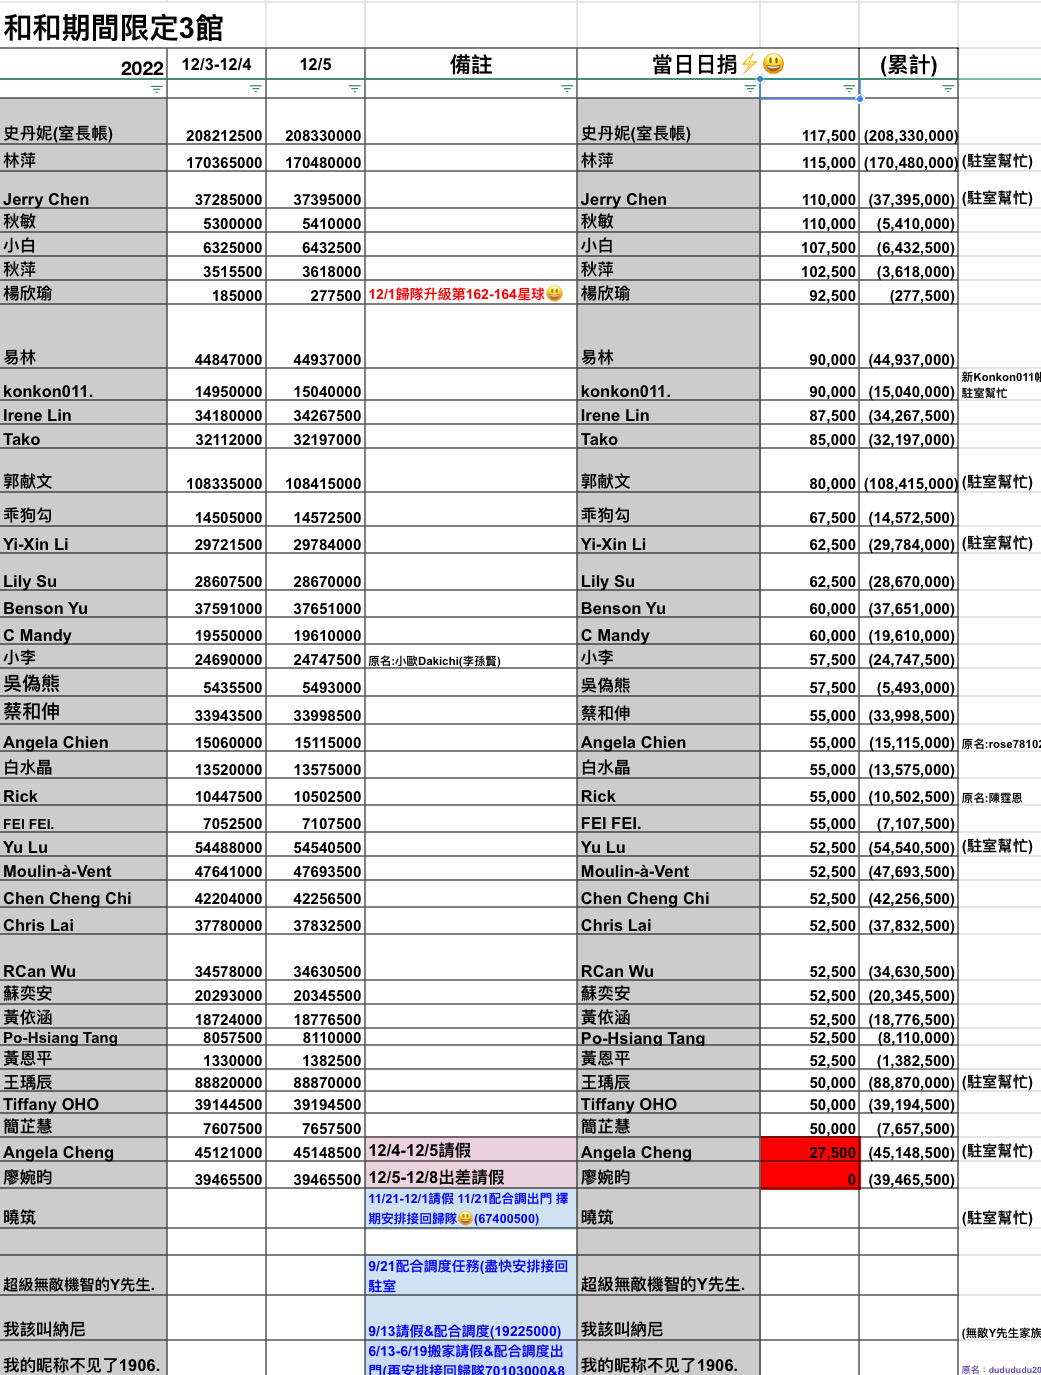 和和期間限定3館
2022 12/3-12/4 12/5 備註 當日日捐⚡😃 (累計)
史丹妮(室長帳) 208212500 208330000 史丹妮(室長帳) 117,500 (208,330,000)
林萍 170365000 170480000 林萍 115,000 (170,480,000) (駐室幫忙)
Jerry Chen 37285000 37395000 Jerry Chen 110,000 (37,395,000) (駐室幫忙)
秋敏 5300000 5410000 秋敏 110,000 (5,410,000)
小白 6325000 6432500 小白 107,500 (6,432,500)
秋萍 3515500 3618000 秋萍 102,500 (3,618,000)
楊欣瑜 185000 277500 12/1歸隊升級第162-164星球😃 楊欣瑜 92,500 (277,500)
易林 44847000 44937000 易林 90,000 (44,937,000)
新Konkon011帳
konkon011. 14950000 15040000 konkon011. 90,000 (15,040,000) 駐室幫忙
Irene Lin 34180000 34267500 Irene Lin 87,500 (34,267,500)
Tako 32112000 32197000 Tako 85,000 (32,197,000)
郭献文 108335000 108415000 郭献文 80,000 (108,415,000) (駐室幫忙)
乖狗勾 14505000 14572500 乖狗勾 67,500 (14,572,500)
Yi-Xin Li 29721500 29784000 Yi-Xin Li 62,500 (29,784,000) (駐室幫忙)
Lily Su 28607500 28670000 Lily Su 62,500 (28,670,000)
Benson Yu 37591000 37651000 Benson Yu 60,000 (37,651,000)
C Mandy 19550000 19610000 C Mandy 60,000 (19,610,000)
小李 24690000 24747500 原名:小歐Dakichi(李孫賢) 小李 57,500 (24,747,500)
吳偽熊 5435500 5493000 吳偽熊 57,500 (5,493,000)
蔡和伸 33943500 33998500 蔡和伸 55,000 (33,998,500)
Angela Chien 15060000 15115000 Angela Chien 55,000 (15,115,000) 原名:rose78102
白水晶 13520000 13575000 白水晶 55,000 (13,575,000)
Rick 10447500 10502500 Rick 55,000 (10,502,500) 原名:陳霆恩
FEI FEI. 7052500 7107500 FEI FEI. 55,000 (7,107,500)
Yu Lu 54488000 54540500 Yu Lu 52,500 (54,540,500) (駐室幫忙)
Moulin-à-Vent 47641000 47693500 Moulin-à-Vent 52,500 (47,693,500)
Chen Cheng Chi 42204000 42256500 Chen Cheng Chi 52,500 (42,256,500)
Chris Lai 37780000 37832500 Chris Lai 52,500 (37,832,500)
RCan Wu 34578000 34630500 RCan Wu 52,500 (34,630,500)
蘇奕安 20293000 20345500 蘇奕安 52,500 (20,345,500)
黃依涵 18724000 18776500 黃依涵 52,500 (18,776,500)
Po-Hsiang Tang 8057500 8110000 Po-Hsiang Tang 52,500 (8,110,000)
黃恩平 1330000 1382500 黃恩平 52,500 (1,382,500)
王瑀辰 88820000 88870000 王瑀辰 50,000 (88,870,000) (駐室幫忙)
Tiffany OHO 39144500 39194500 Tiffany OHO 50,000 (39,194,500)
簡芷慧 7607500 7657500 簡芷慧 50,000 (7,657,500)
Angela Cheng 45121000 45148500 12/4-12/5請假 Angela Cheng 27,500 (45,148,500) (駐室幫忙)
廖婉昀 39465500 39465500 12/5-12/8出差請假 廖婉昀 0 (39,465,500)
11/21-12/1請假 11/21配合調出門 擇
曉筑 期安排接回歸隊😃(67400500) 曉筑 (駐室幫忙)
9/21配合調度任務(盡快安排接回
超級無敵機智的Y先生. 駐室 超級無敵機智的Y先生.
我該叫納尼 9/13請假&配合調度(19225000) 我該叫納尼 (無敵Y先生家族
6/13-6/19搬家請假&配合調度出
我的昵称不见了1906. 門(再安排接回歸隊70103000&8 我的昵称不见了1906. 原名：dudududu20